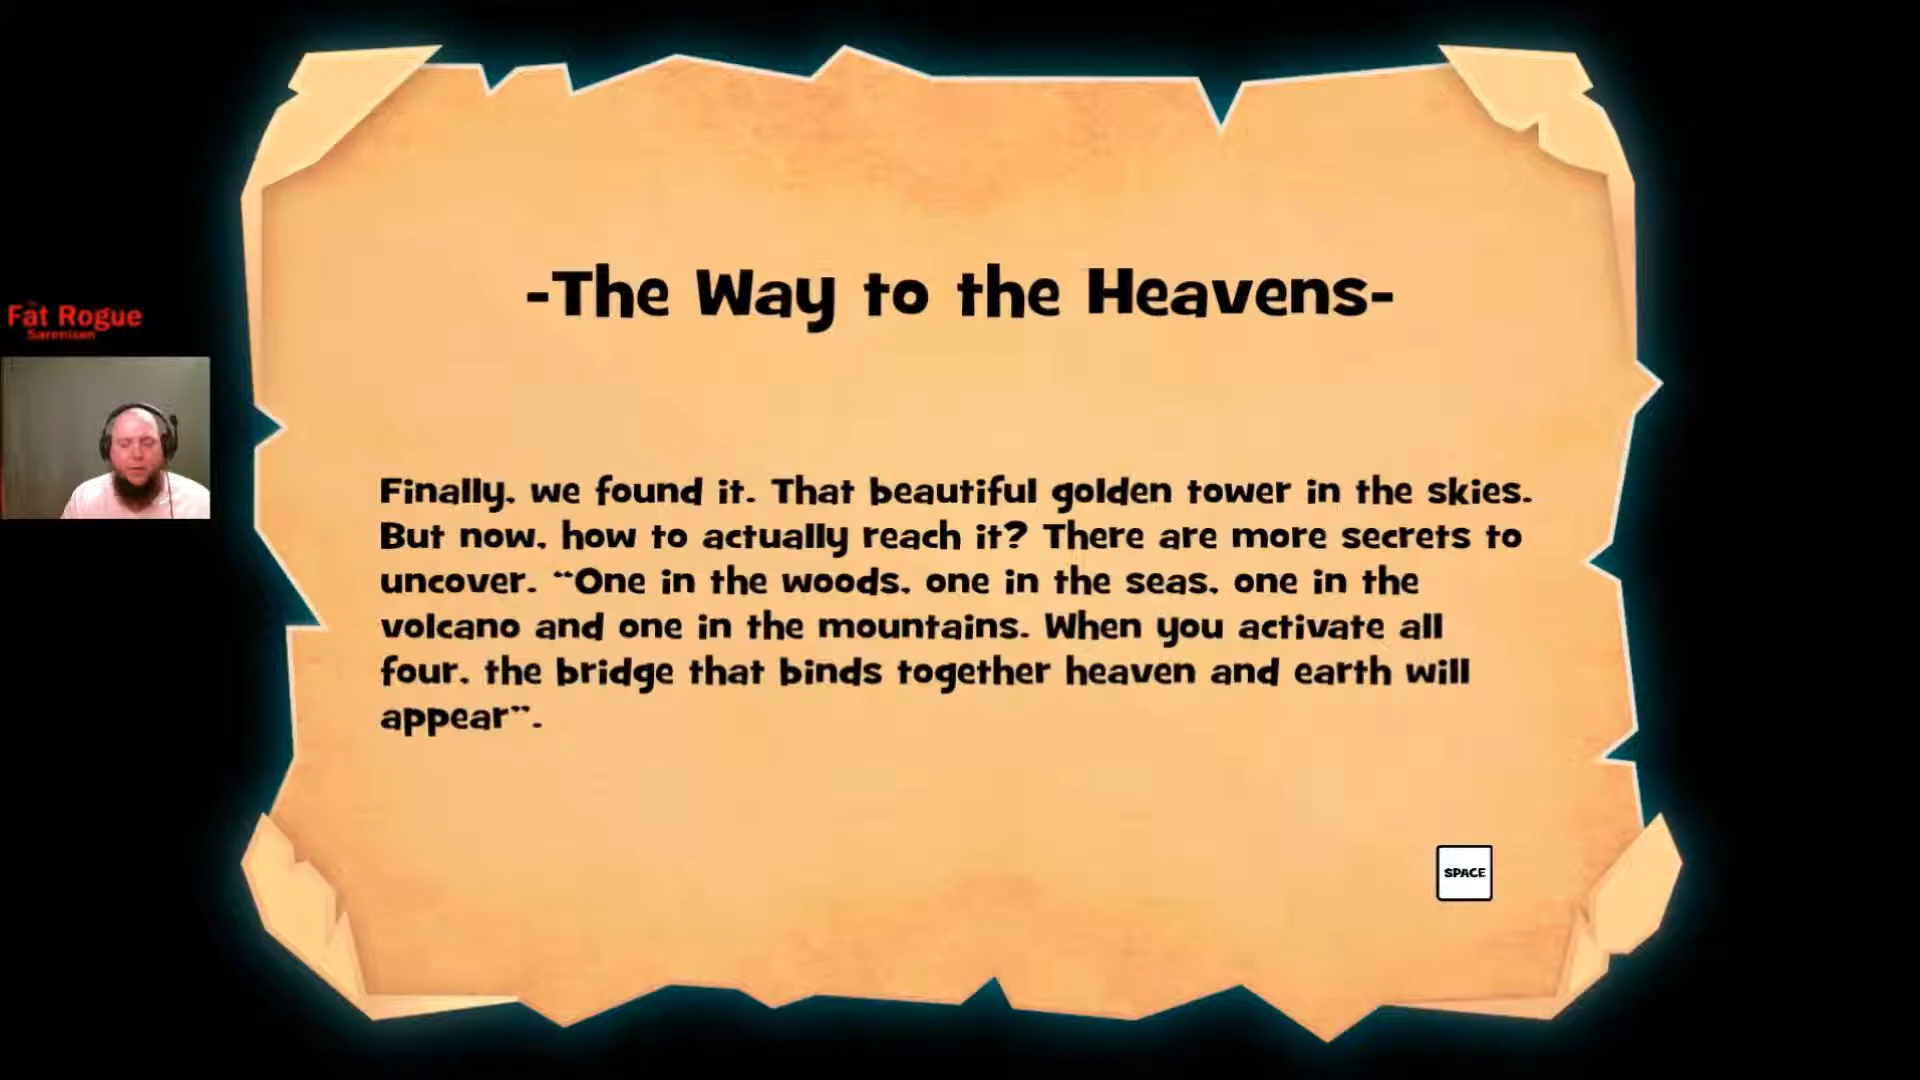 -The Way to the Heavens-
Fat Rogue
Sarenisan
Finally, we found it. That beautiful golden tower in the skies.
But now, how to actually reach it? There are more secrets to
uncover. “One in the woods, one in the seas, one in the
volcano and one in the mountains. When you activate all
four, the bridge that binds together heaven and earth will
appear”.
SPACE